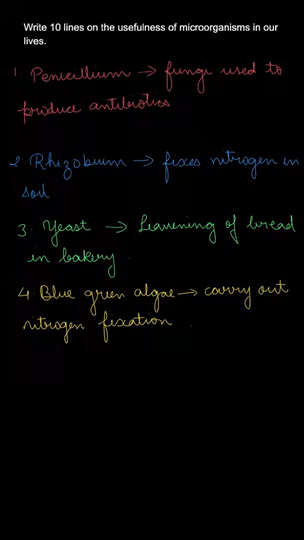 Write 10 lines on the usefulness of microorganisms in our
lives.
1. Penicillium → fungi used to
produce antibiotics
2. Rhizobium → fixes nitrogen in
soil
3. Yeast → Leavening of bread
in bakery.
4. Blue green algae → carry out
nitrogen fixation